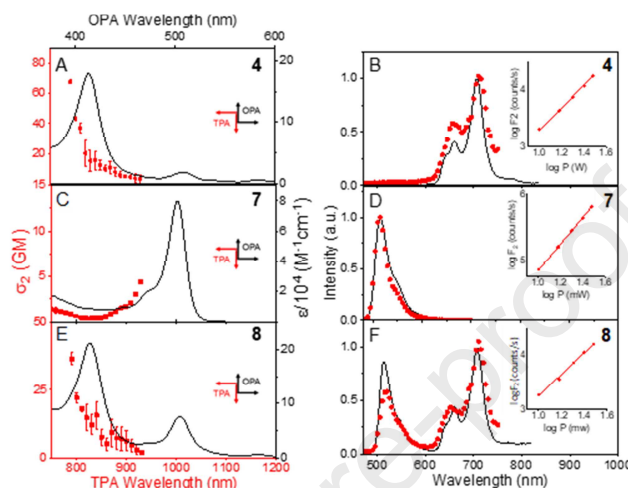 OPA Wavelength (nm)
400 500 600
A 4
80
60
40
20
15
20
10
0
OPA
TPA
C 7
10
5
0
50
8
6
4
2
0
OPA
TPA
σ₂ (GM)
ε/10⁴ (M⁻¹cm⁻¹)
E 8
25
0
20
10
0
OPA
TPA
800 900 1000 1100 1200
TPA Wavelength (nm)
B 4
1.0
0.5
0.0
log F2 (counts/s)
4
3
1.0 1.2 1.4 1.6
log P (W)
D 7
1.0
0.5
0.0
Intensity (a.u.)
log F₂ (counts/s)
5
1.0 1.2 1.4 1.6
log P (mW)
F 8
1.0
0.5
0.0
4
3
1.0 1.2 1.4 1.6
log P (mw)
500 600 700 800 900 1000
Wavelength (nm)